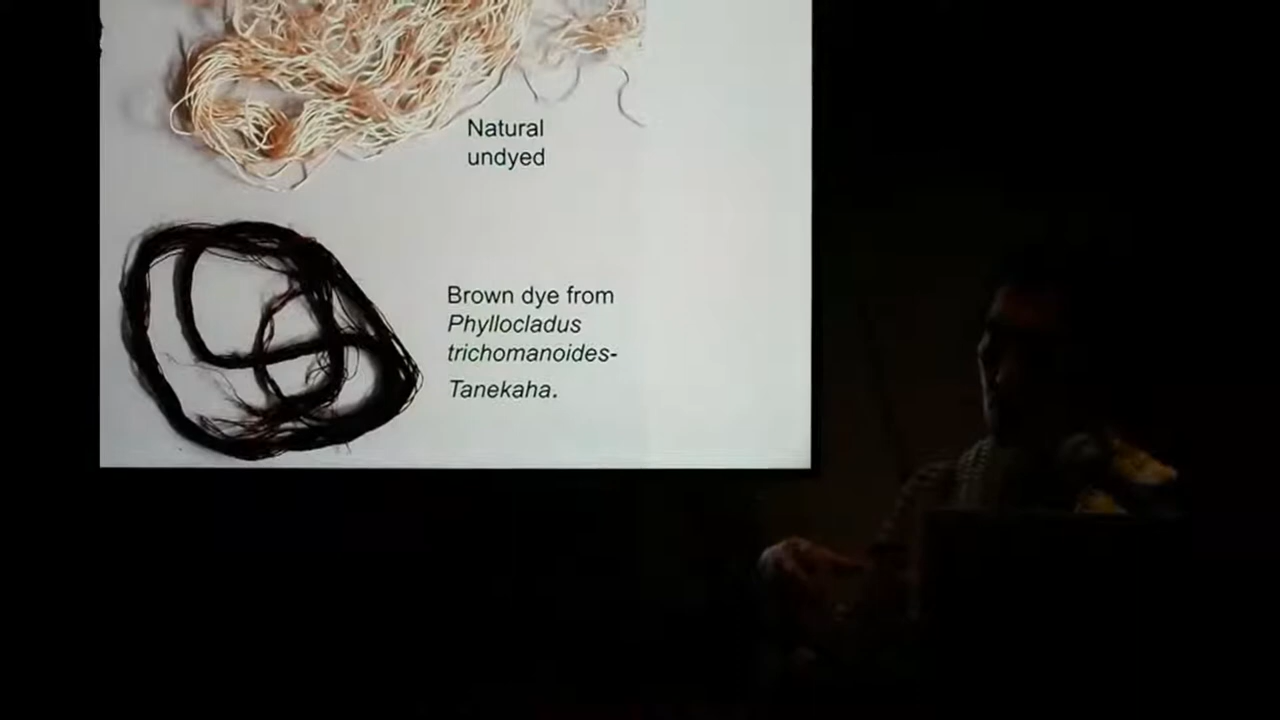 Natural
undyed
Brown dye from
Phyllocladus
trichomanoides-
Tanekaha.